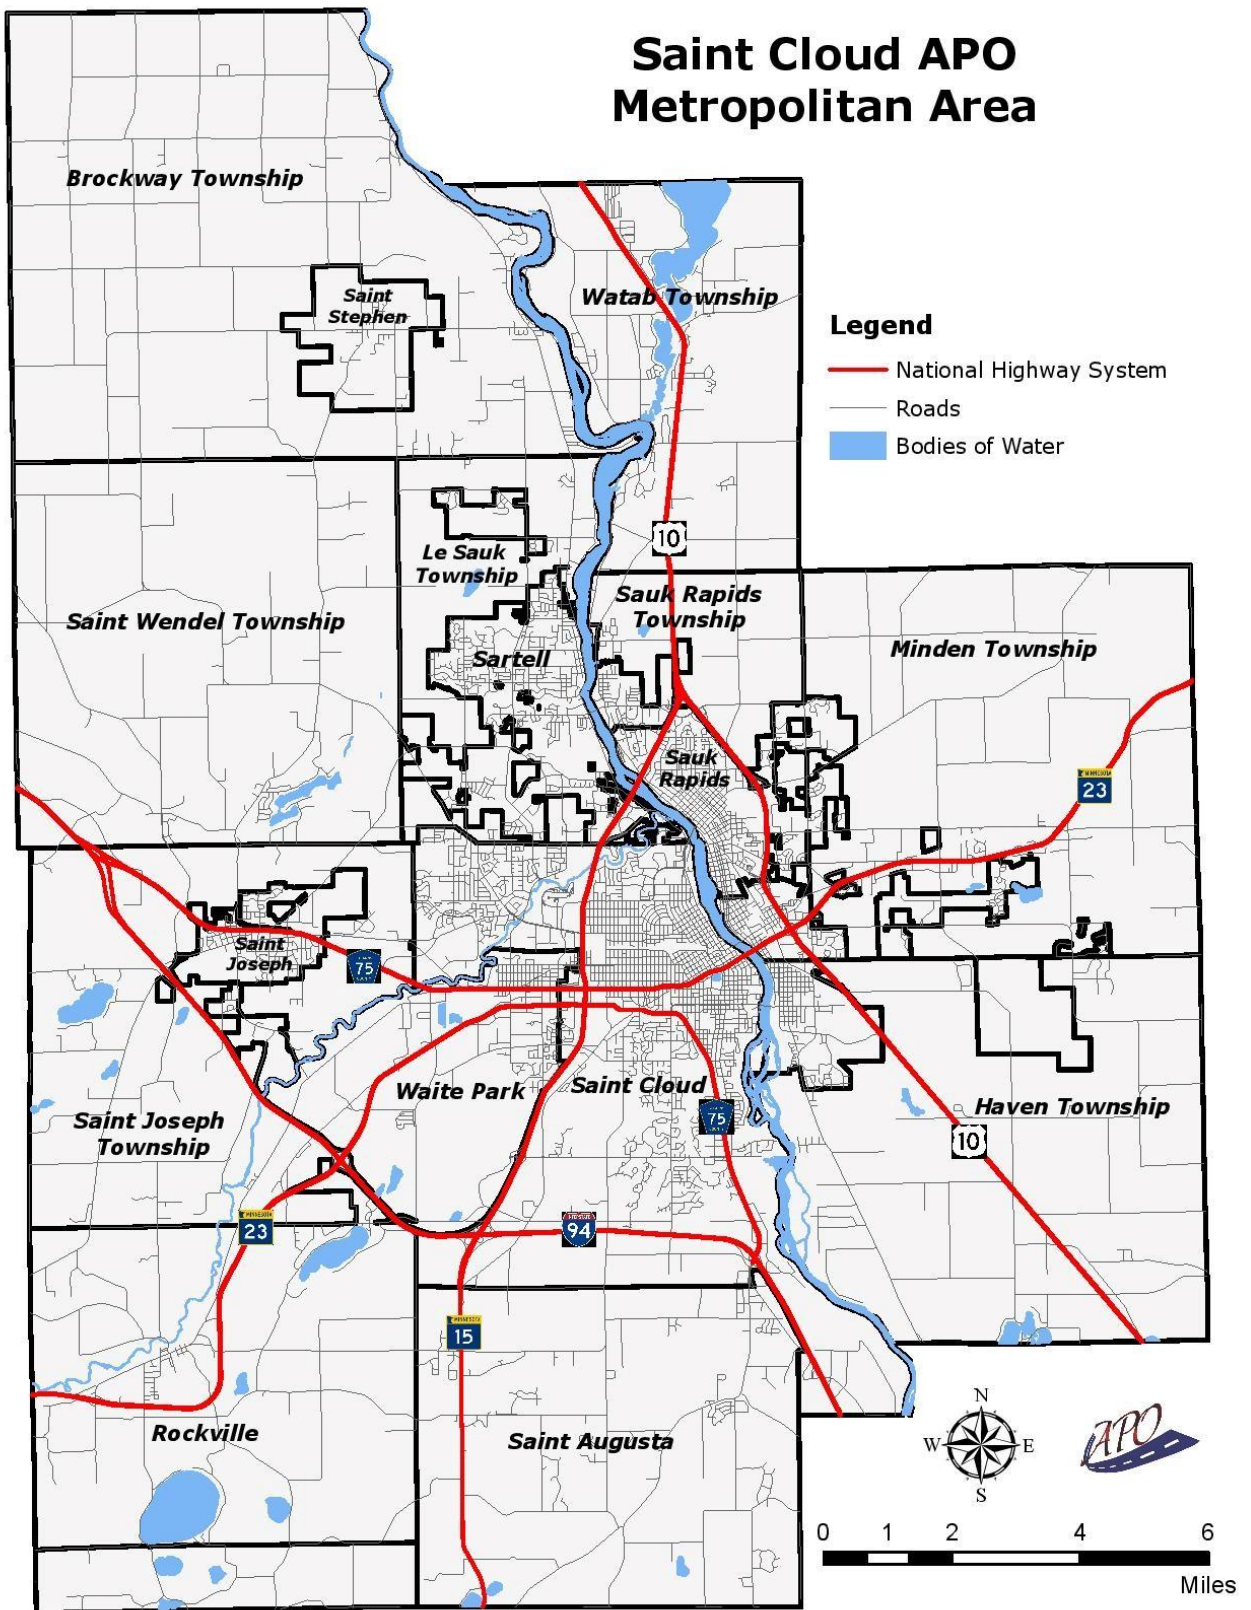 Saint Cloud APO
Metropolitan Area
Brockway Township
Saint
Stephen
Watab Township
Legend
National Highway System
Roads
Bodies of Water
10
Le Sauk
Township
Sauk Rapids
Township
Saint Wendel Township
Sartell
Minden Township
Sauk
Rapids
MINNESOTA
23
Saint
Joseph
75
Waite Park
Saint Cloud
75
Haven Township
Saint Joseph
Township
10
MINNESOTA
23
94
MINNESOTA
15
Rockville
Saint Augusta
N
W
E
S
APO
0 1 2 4 6
Miles